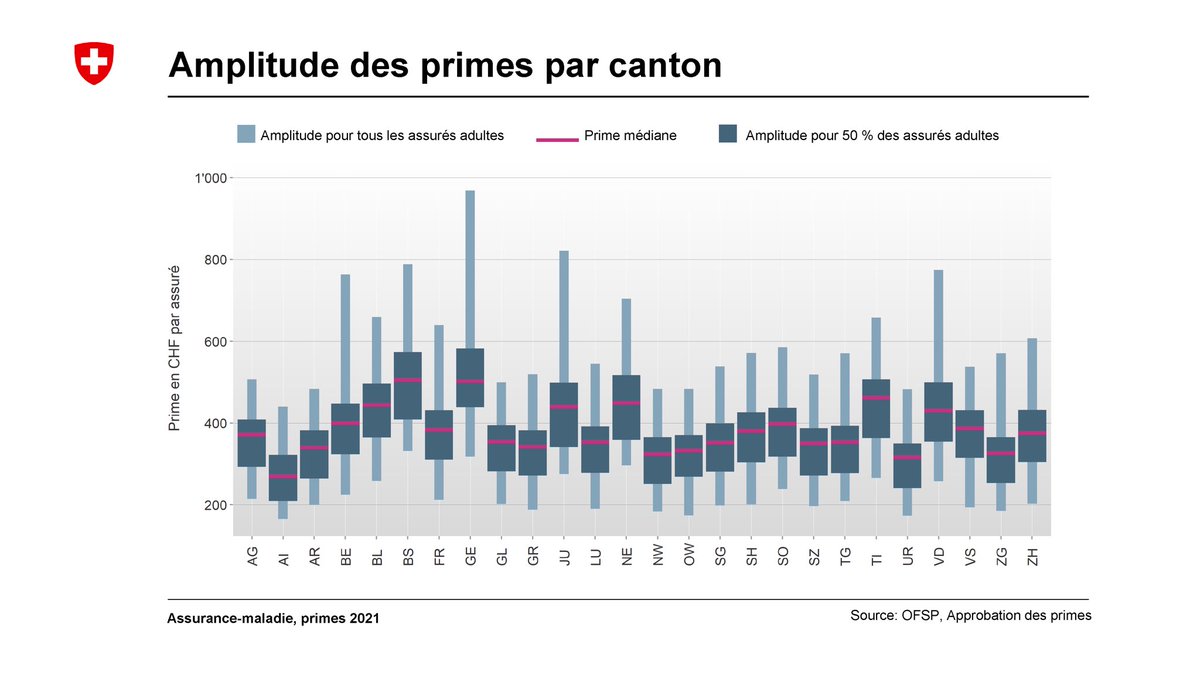 Amplitude des primes par canton
Amplitude pour tous les assurés adultes
Prime médiane
Amplitude pour 50 % des assurés adultes
Prime en CHF par assuré
1'000
800
600
400
200
AG AI AR BE BL BS FR GE GL GR JU LU NE NW OW SG SH SO SZ TG TI UR VD VS ZG ZH
Assurance-maladie, primes 2021
Source: OFSP, Approbation des primes